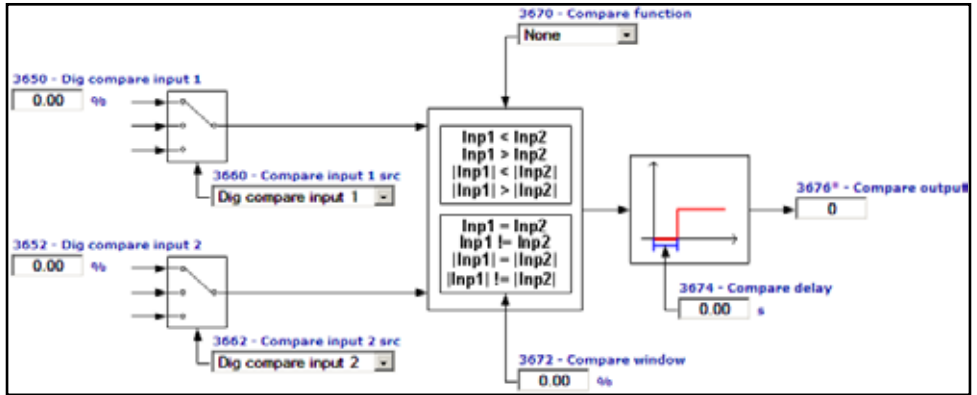 3670 - Compare function
None
3650 - Dig compare input 1
0.00 %
3660 - Compare input 1 src
Dig compare input 1
Inp1 < Inp2
Inp1 > Inp2
|Inp1| < |Inp2|
|Inp1| > |Inp2|
Inp1 = Inp2
Inp1 != Inp2
|Inp1| = |Inp2|
|Inp1| != |Inp2|
3676* - Compare output
0
3652 - Dig compare input 2
0.00 %
3674 - Compare delay
0.00 s
3662 - Compare input 2 src
Dig compare input 2
3672 - Compare window
0.00 %